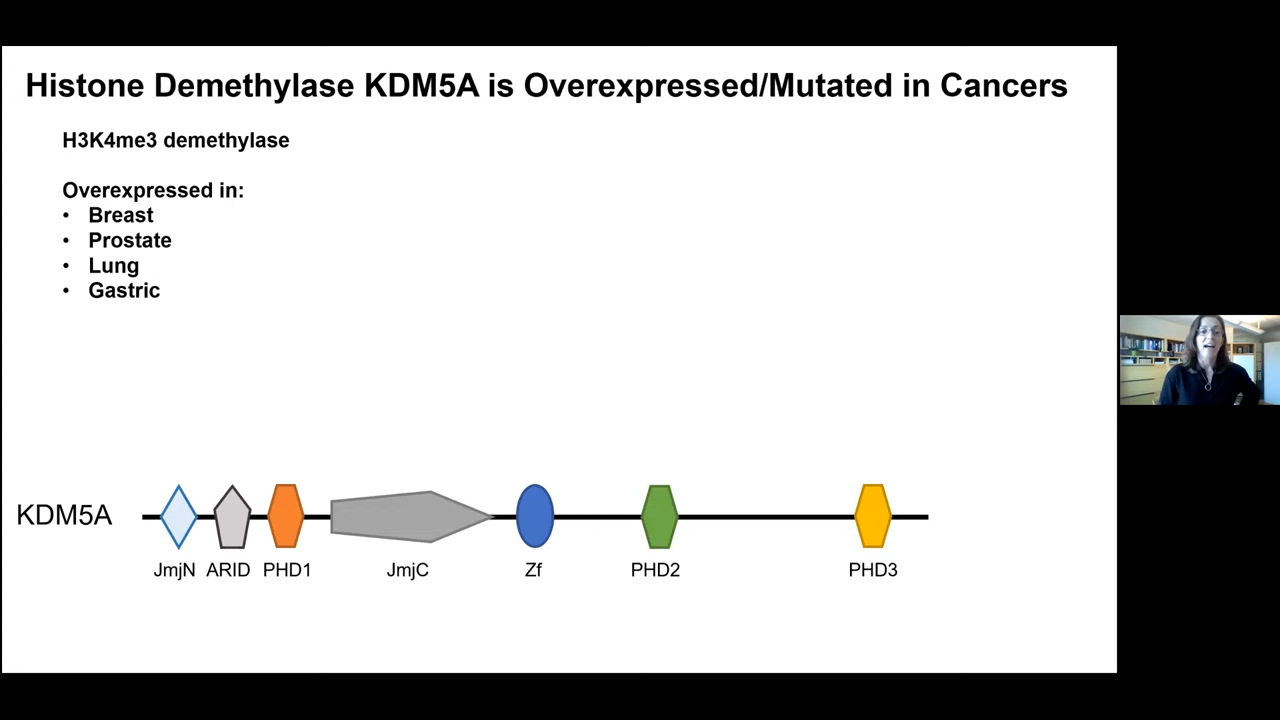 Histone Demethylase KDM5A is Overexpressed/Mutated in Cancers
H3K4me3 demethylase
Overexpressed in:
• Breast
• Prostate
• Lung
• Gastric
KDM5A
JmjN ARID PHD1 JmjC Zf PHD2 PHD3